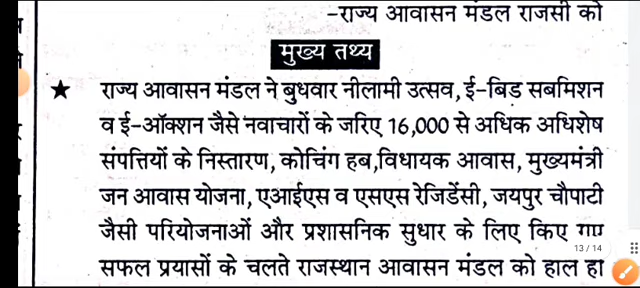 -राज्य आवासन मंडल राजसी को
मुख्य तथ्य
★ राज्य आवासन मंडल ने बुधवार नीलामी उत्सव, ई-बिड सबमिशन
व ई-ऑक्शन जैसे नवाचारों के जरिए 16,000 से अधिक अधिशेष
संपत्तियों के निस्तारण, कोचिंग हब,विधायक आवास, मुख्यमंत्री
जन आवास योजना, एआईएस व एसएस रेजिडेंसी, जयपुर चौपाटी
जैसी परियोजनाओं और प्रशासनिक सुधार के लिए किए गए
13 / 14
सफल प्रयासों के चलते राजस्थान आवासन मंडल को हाल हा